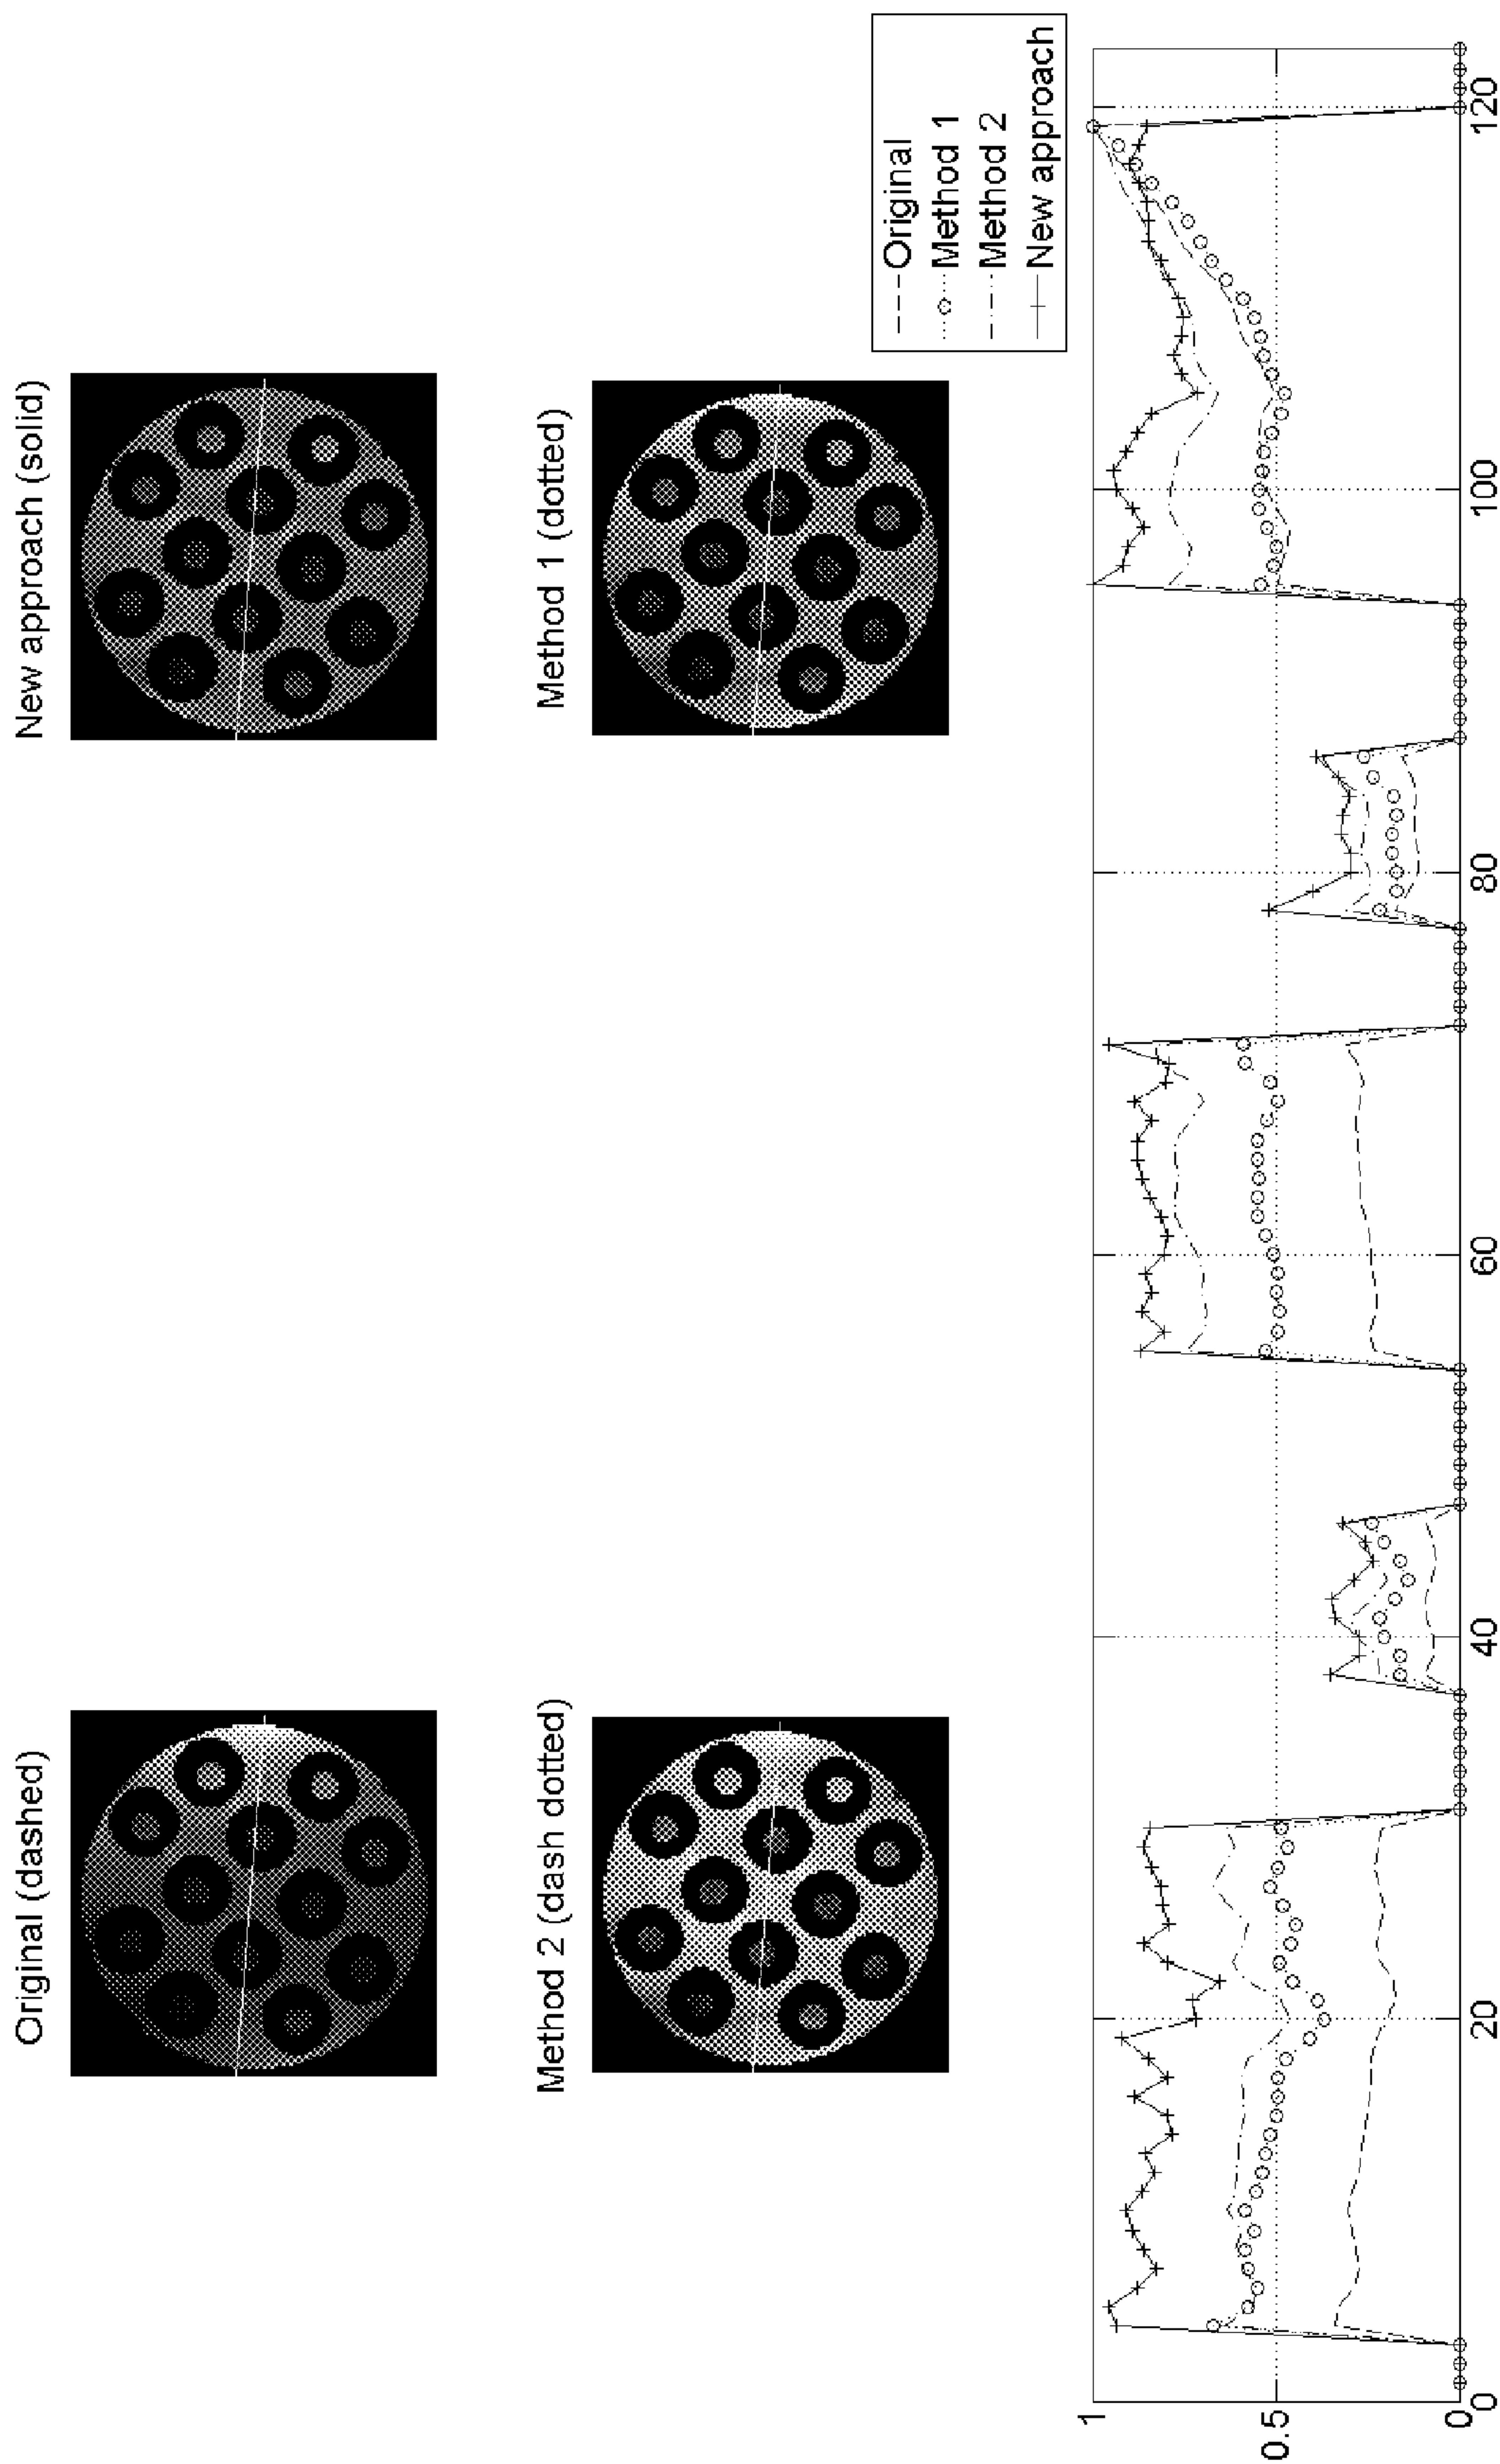 Original (dashed)
New approach (solid)
Method 2 (dash dotted)
Method 1 (dotted)
Original
Method 1
Method 2
New approach
1
0.5
0
0
20
40
60
80
100
120